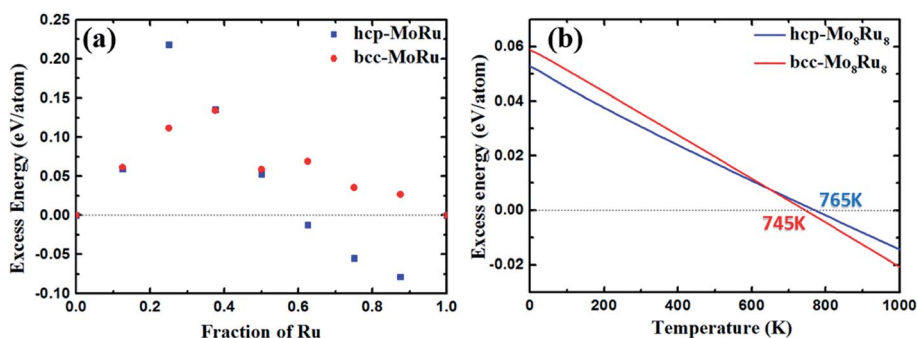 (a)
hcp-MoRu
bcc-MoRu
Excess Energy (eV/atom)
0.25
0.20
0.15
0.10
0.05
0.00
-0.05
-0.10
0.0 0.2 0.4 0.6 0.8 1.0
Fraction of Ru
(b)
hcp-Mo₈Ru₈
bcc-Mo₈Ru₈
Excess energy (eV/atom)
0.06
0.04
0.02
0.00
-0.02
765K
745K
0 200 400 600 800 1000
Temperature (K)